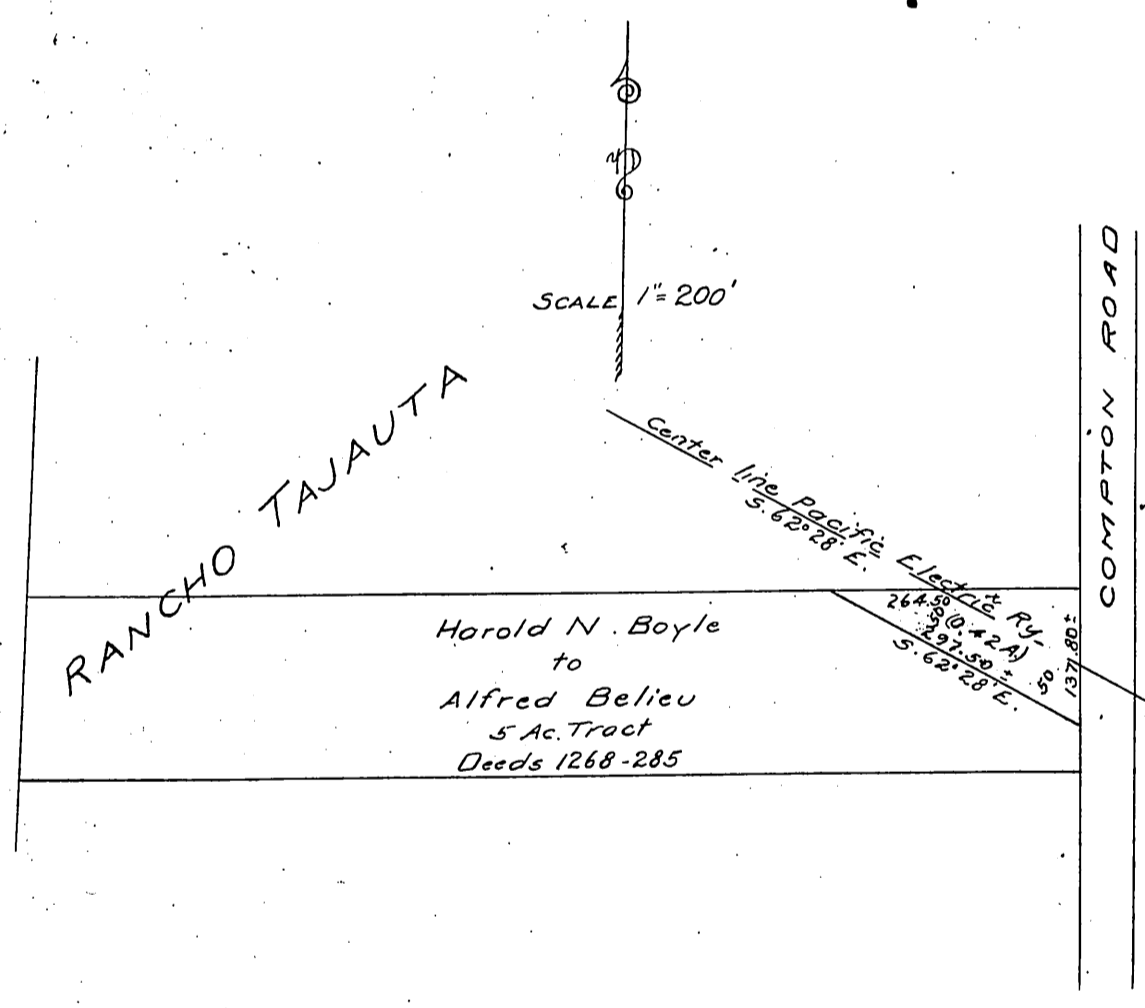 SCALE 1"= 200'
COMPTON ROAD
RANCHO TAJAUTA
Center line Pacific Electric Ry.
S. 62° 28' E.
264.50 ±
50 (0.42 A)
297.50 ±
S. 62° 28' E.
50
137.80 ±
Harold N. Boyle
to
Alfred Belieu
5 Ac. Tract
Deeds 1268-285